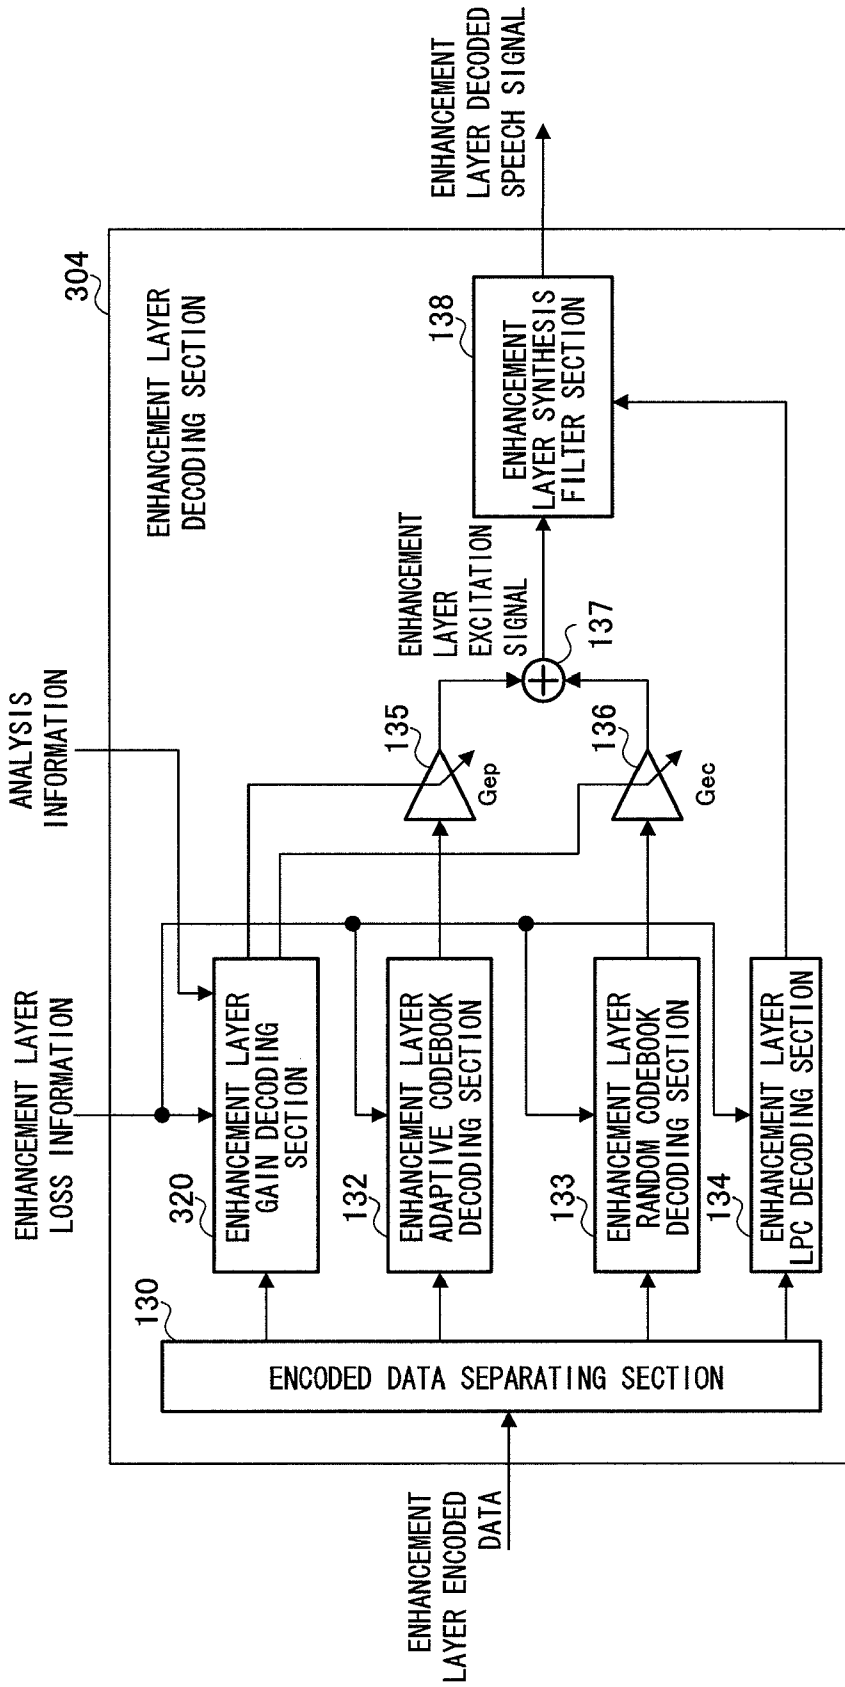 ENHANCEMENT LAYER
LOSS INFORMATION
ANALYSIS
INFORMATION
304
ENHANCEMENT LAYER
DECODING SECTION
ENHANCEMENT
LAYER ENCODED
DATA
130
ENCODED DATA SEPARATING SECTION
320
ENHANCEMENT LAYER
GAIN DECODING
SECTION
132
ENHANCEMENT LAYER
ADAPTIVE CODEBOOK
DECODING SECTION
133
ENHANCEMENT LAYER
RANDOM CODEBOOK
DECODING SECTION
134
ENHANCEMENT LAYER
LPC DECODING SECTION
135
Gep
136
Gec
ENHANCEMENT
LAYER
EXCITATION
SIGNAL
137
138
ENHANCEMENT
LAYER SYNTHESIS
FILTER SECTION
ENHANCEMENT
LAYER DECODED
SPEECH SIGNAL